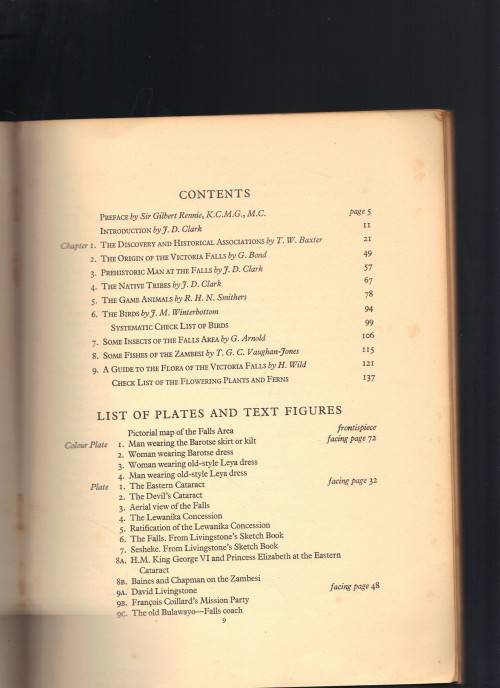 CONTENTS
PREFACE by Sir Gilbert Rennie, K.C.M.G., M.C. page 5
INTRODUCTION by J. D. Clark 11
Chapter 1. THE DISCOVERY AND HISTORICAL ASSOCIATIONS by T. W. Baxter 21
2. THE ORIGIN OF THE VICTORIA FALLS by G. Bond 49
3. PREHISTORIC MAN AT THE FALLS by J. D. Clark 57
4. THE NATIVE TRIBES by J. D. Clark 67
5. THE GAME ANIMALS by R. H. N. Smithers 78
6. THE BIRDS by J. M. Winterbottom 94
SYSTEMATIC CHECK LIST OF BIRDS 99
7. SOME INSECTS OF THE FALLS AREA by G. Arnold 106
8. SOME FISHES OF THE ZAMBESI by T. G. C. Vaughan-Jones 115
9. A GUIDE TO THE FLORA OF THE VICTORIA FALLS by H. Wild 121
CHECK LIST OF THE FLOWERING PLANTS AND FERNS 137
LIST OF PLATES AND TEXT FIGURES
Pictorial map of the Falls Area frontispiece
Colour Plate 1. Man wearing the Barotse skirt or kilt facing page 72
2. Woman wearing Barotse dress
3. Woman wearing old-style Leya dress
4. Man wearing old-style Leya dress
Plate 1. The Eastern Cataract facing page 32
2. The Devil's Cataract
3. Aerial view of the Falls
4. The Lewanika Concession
5. Ratification of the Lewanika Concession
6. The Falls. From Livingstone's Sketch Book
7. Sesheke. From Livingstone's Sketch Book
8A. H.M. King George VI and Princess Elizabeth at the Eastern
Cataract
8B. Baines and Chapman on the Zambesi
9A. David Livingstone facing page 48
9B. François Coillard's Mission Party
9C. The old Bulawayo—Falls coach
9